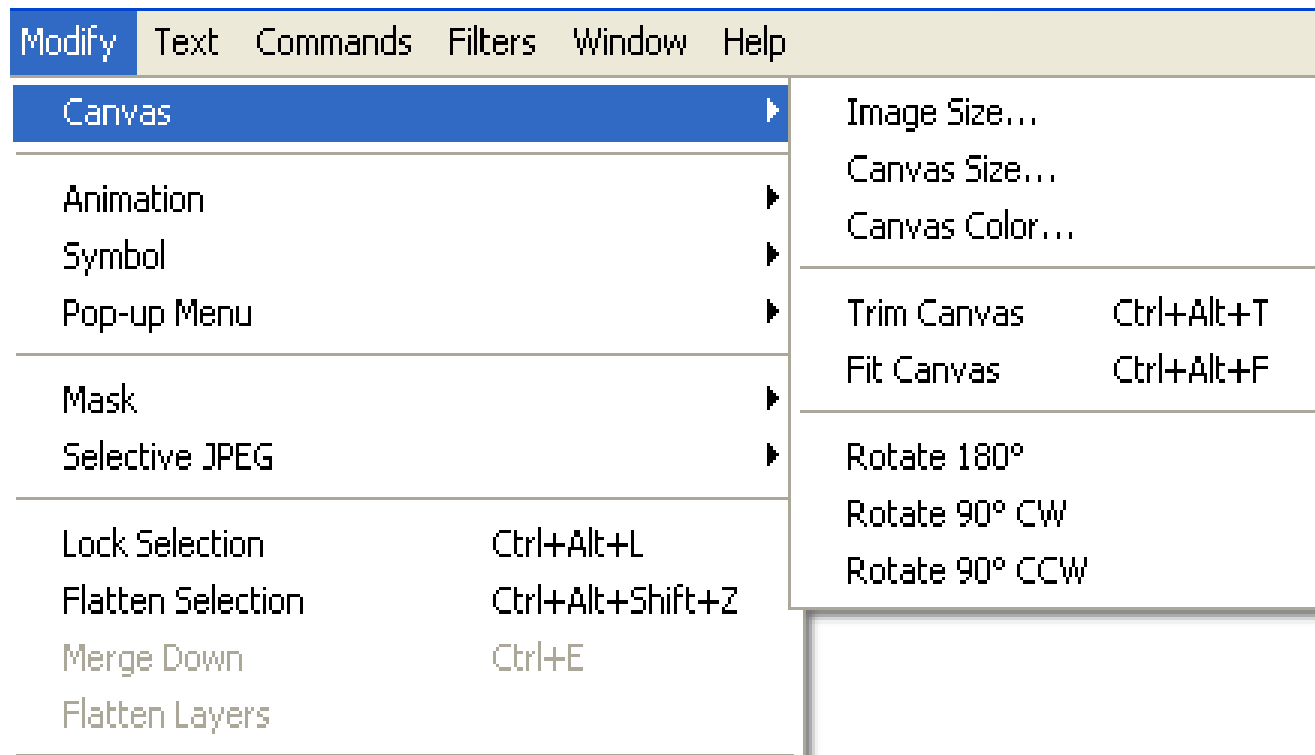 Modify Text Commands Filters Window Help
Canvas
Animation
Symbol
Pop-up Menu
Mask
Selective JPEG
Lock Selection Ctrl+Alt+L
Flatten Selection Ctrl+Alt+Shift+Z
Merge Down Ctrl+E
Flatten Layers
Image Size...
Canvas Size...
Canvas Color...
Trim Canvas Ctrl+Alt+T
Fit Canvas Ctrl+Alt+F
Rotate 180°
Rotate 90° CW
Rotate 90° CCW